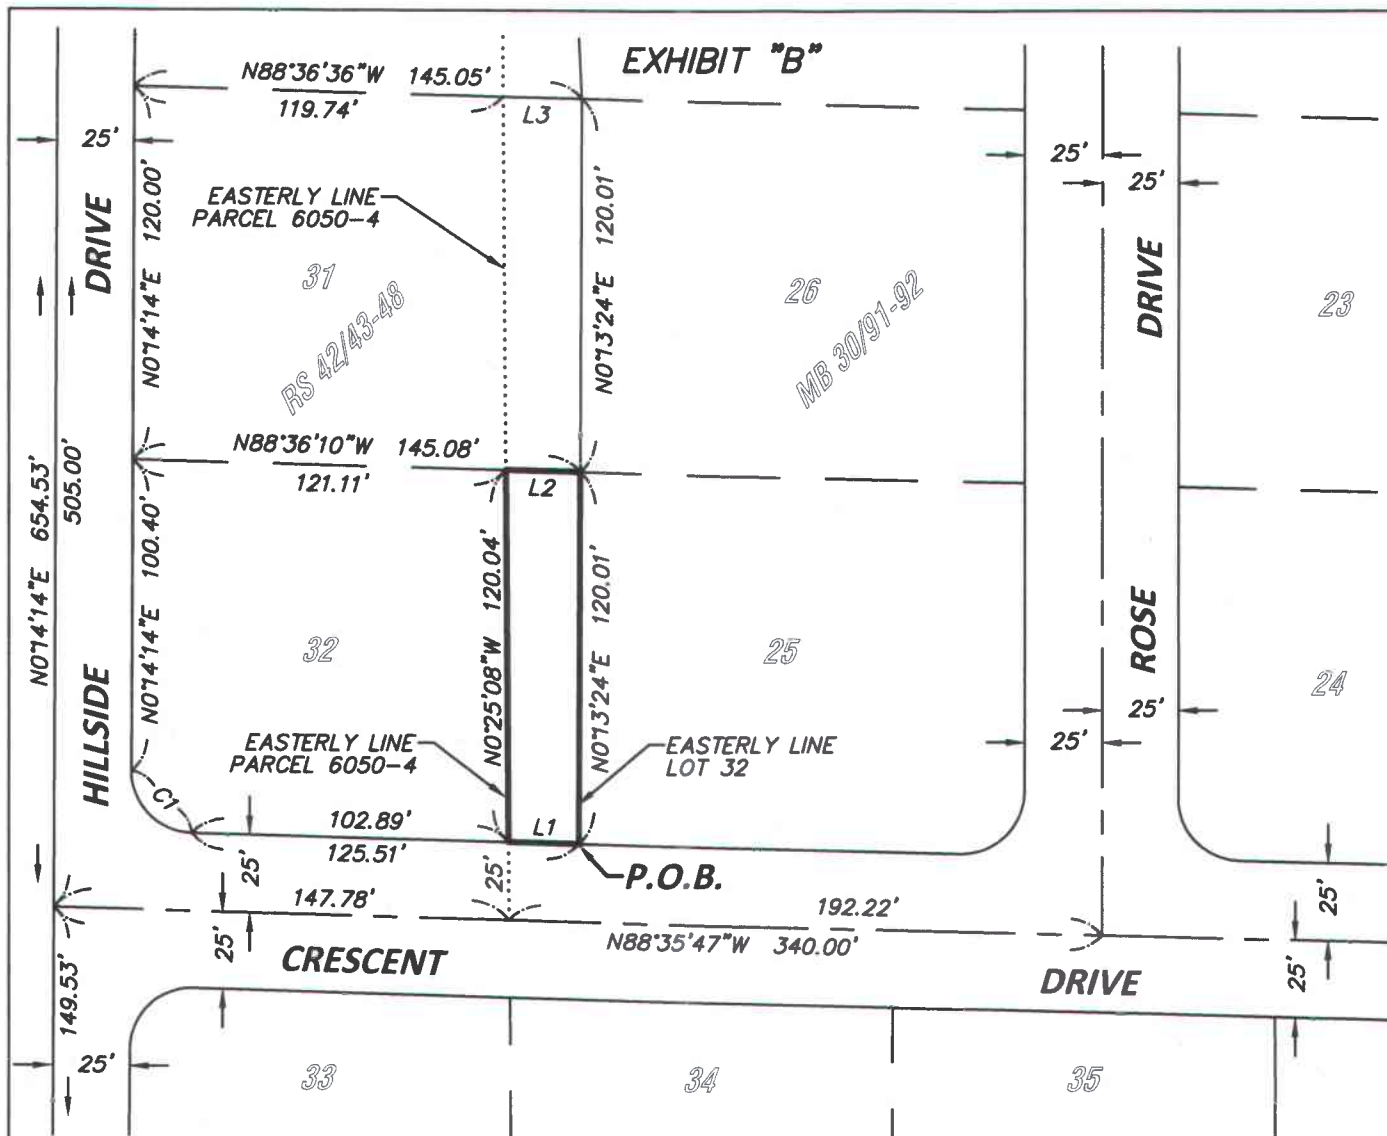 EXHIBIT "B"
N88°36'36"W 145.05'
119.74'
L3
25'
25'
25'
DRIVE
N0°14'14"E 120.00'
EASTERLY LINE
PARCEL 6050-4
N0°13'24"E 120.01'
DRIVE
31
RS 42/43-48
26
MB 30/91-92
23
N88°36'10"W 145.08'
121.11'
L2
N0°14'14"E 654.53'
505.00'
N0°14'14"E 100.40'
N0°25'08"W 120.04'
N0°13'24"E 120.01'
32
25
ROSE
24
HILLSIDE
25'
25'
EASTERLY LINE
PARCEL 6050-4
EASTERLY LINE
LOT 32
C1
102.89'
L1
125.51'
25'
25'
P.O.B.
25'
147.78'
192.22'
25'
N88°35'47"W 340.00'
25'
CRESCENT
DRIVE
149.53'
25'
33
34
35